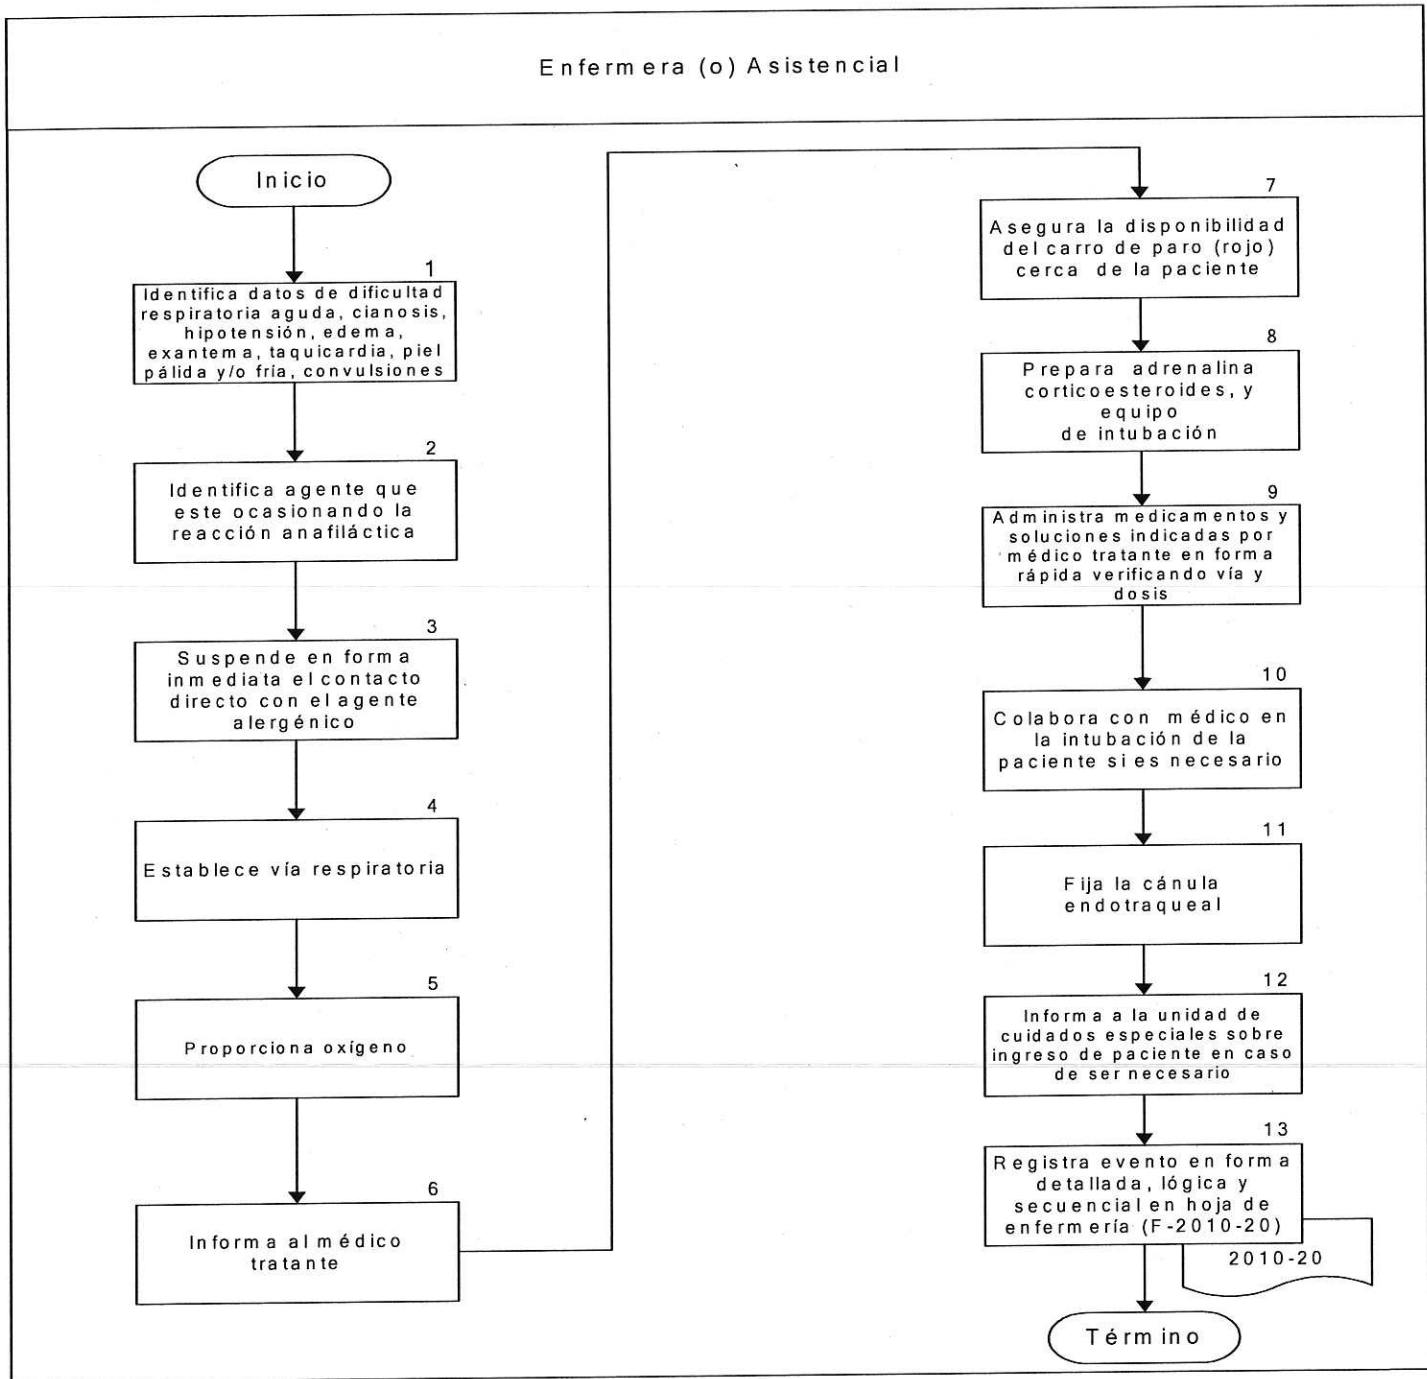 Enfermera (o) Asistencial
Inicio
1
Identifica datos de dificultad
respiratoria aguda, cianosis,
hipotensión, edema,
exantema, taquicardia, piel
pálida y/o fría, convulsiones
2
Identifica agente que
este ocasionando la
reacción anafiláctica
3
Suspende en forma
inmediata el contacto
directo con el agente
alergénico
4
Establece vía respiratoria
5
Proporciona oxígeno
6
Informa al médico
tratante
7
Asegura la disponibilidad
del carro de paro (rojo)
cerca de la paciente
8
Prepara adrenalina
corticoesteroides, y
equipo
de intubación
9
Administra medicamentos y
soluciones indicadas por
médico tratante en forma
rápida verificando vía y
dosis
10
Colabora con médico en
la intubación de la
paciente si es necesario
11
Fija la cánula
endotraqueal
12
Informa a la unidad de
cuidados especiales sobre
ingreso de paciente en caso
de ser necesario
13
Registra evento en forma
detallada, lógica y
secuencial en hoja de
enfermería (F-2010-20)
2010-20
Término